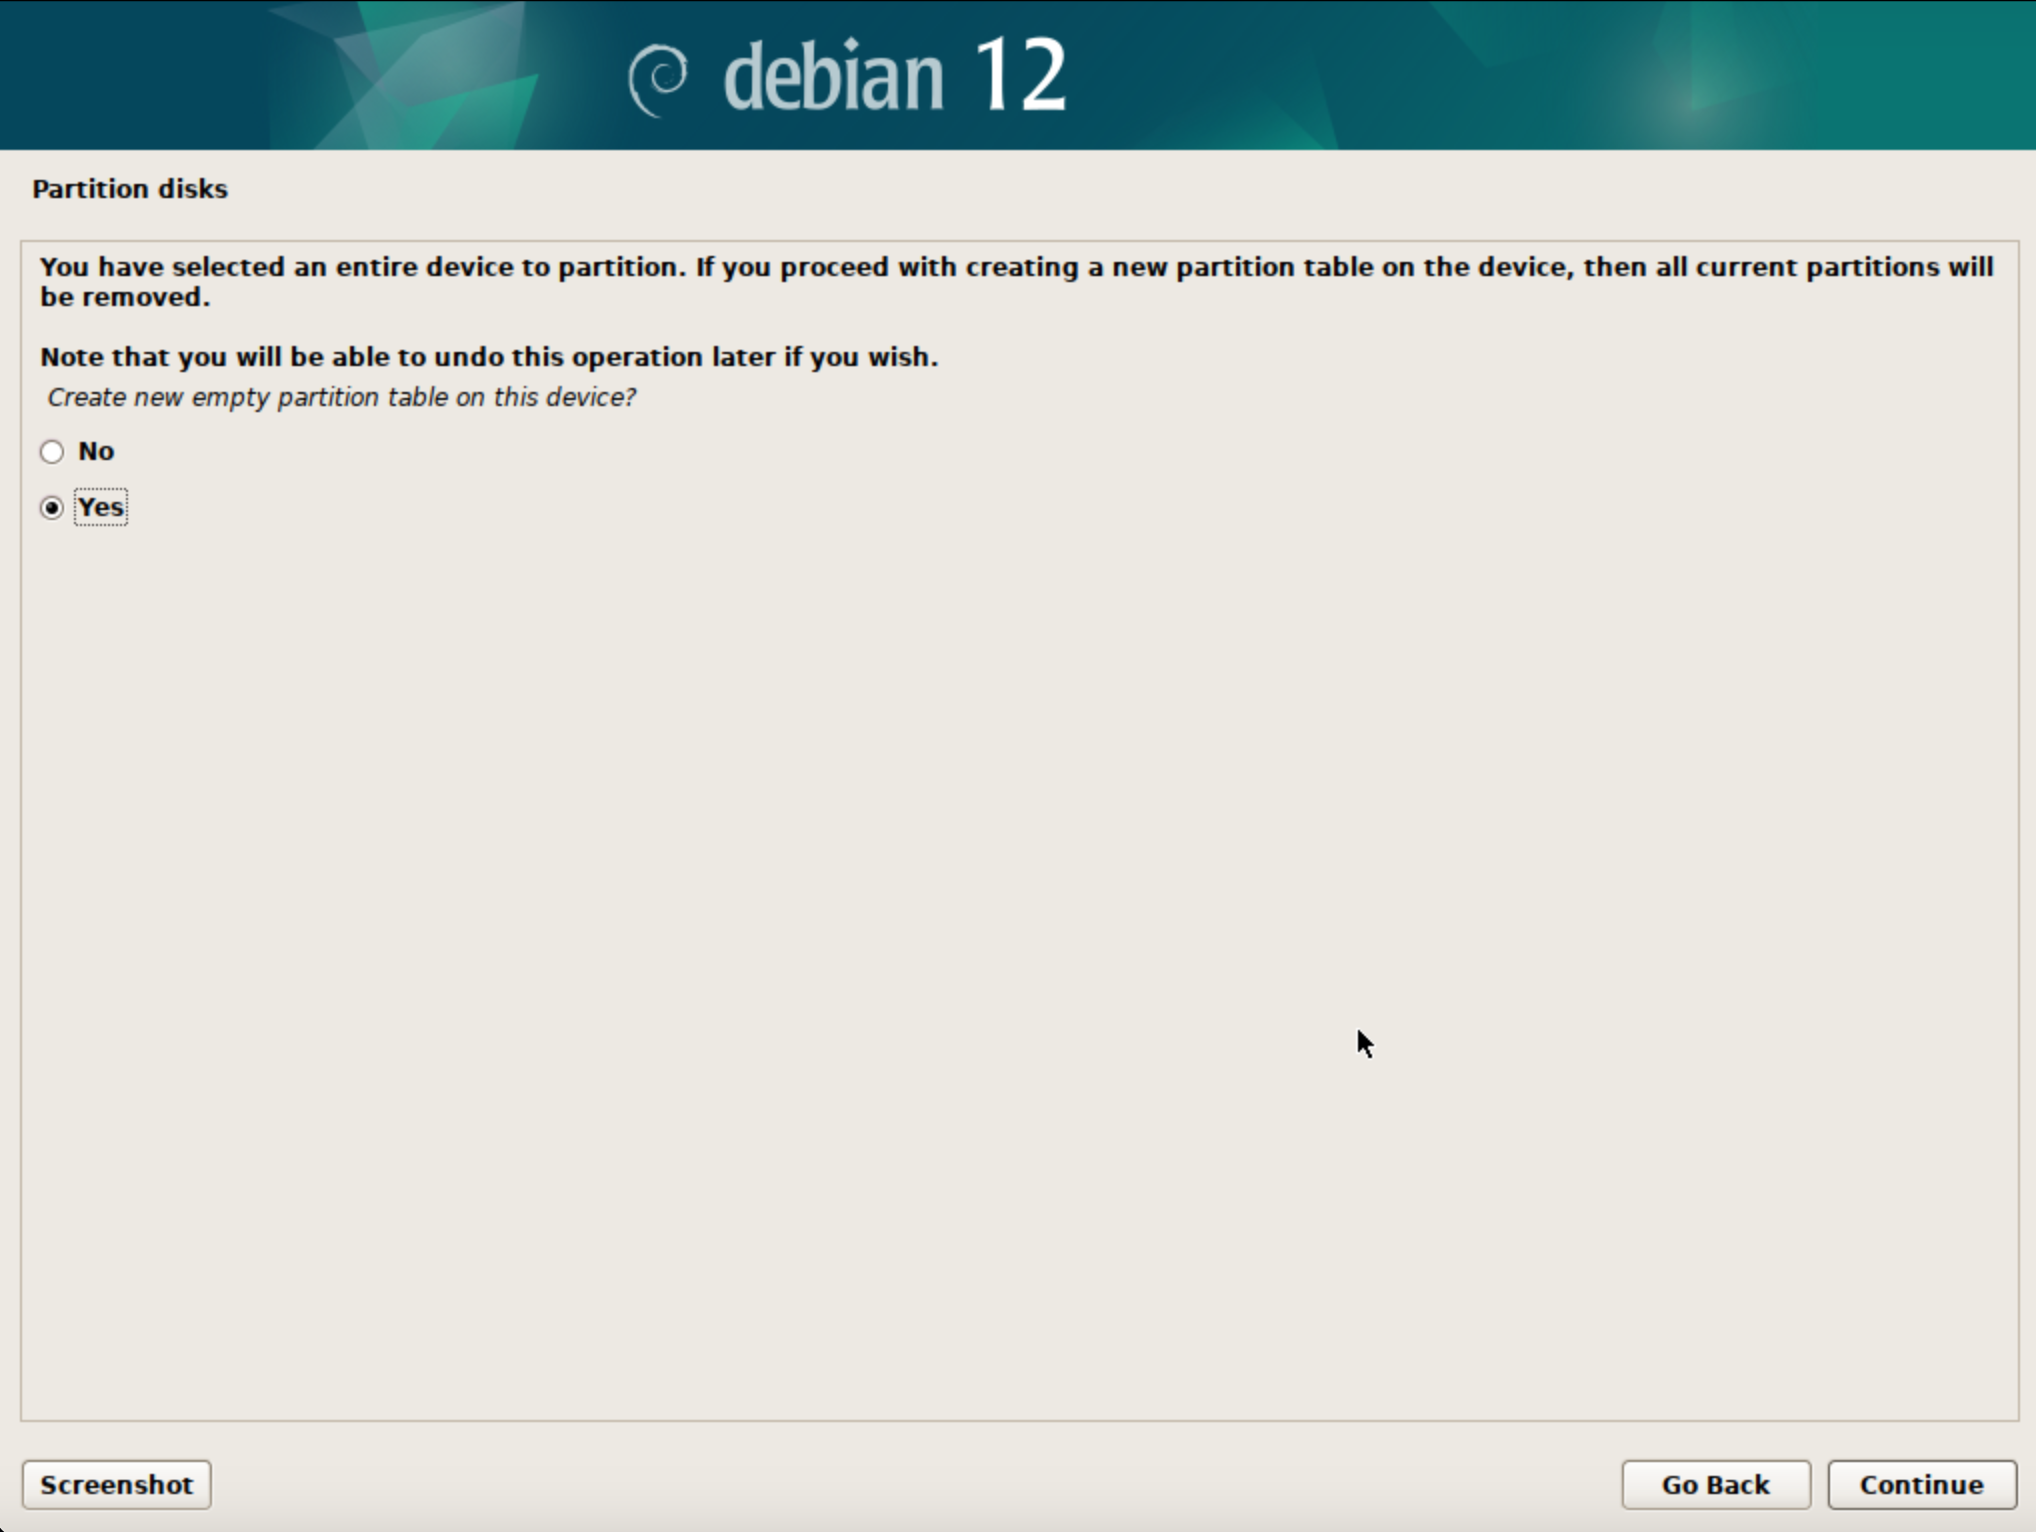 debian 12
Partition disks
You have selected an entire device to partition. If you proceed with creating a new partition table on the device, then all current partitions will
be removed.
Note that you will be able to undo this operation later if you wish.
Create new empty partition table on this device?
No
Yes
Screenshot
Go Back
Continue